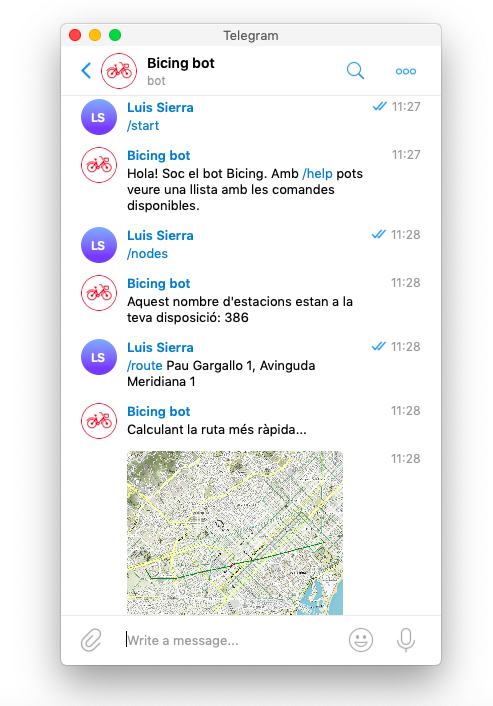 Telegram
Bicing bot
bot
LS
Luis Sierra
11:27
/start
Bicing bot
11:27
Hola! Soc el bot Bicing. Amb /help pots
veure una llista amb les comandes
disponibles.
LS
Luis Sierra
11:28
/nodes
Bicing bot
11:28
Aquest nombre d'estacions estan a la
teva disposició: 386
LS
Luis Sierra
11:28
/route Pau Gargallo 1, Avinguda
Meridiana 1
Bicing bot
11:28
Calculant la ruta més ràpida...
11:28
Write a message...